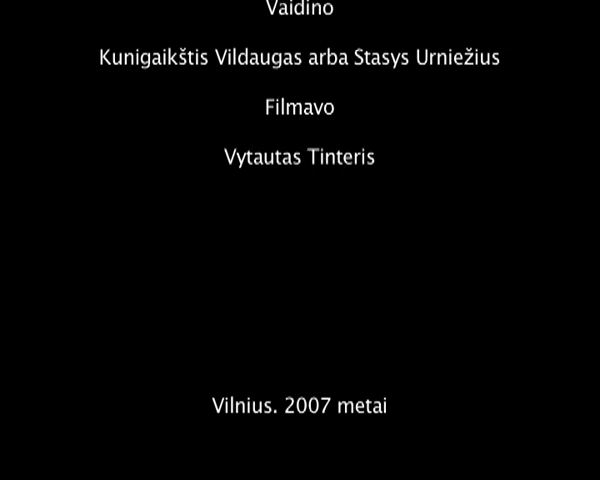 Vaidino
Kunigaikštis Vildaugas arba Stasys Urniežius
Filmavo
Vytautas Tinteris
Vilnius. 2007 metai